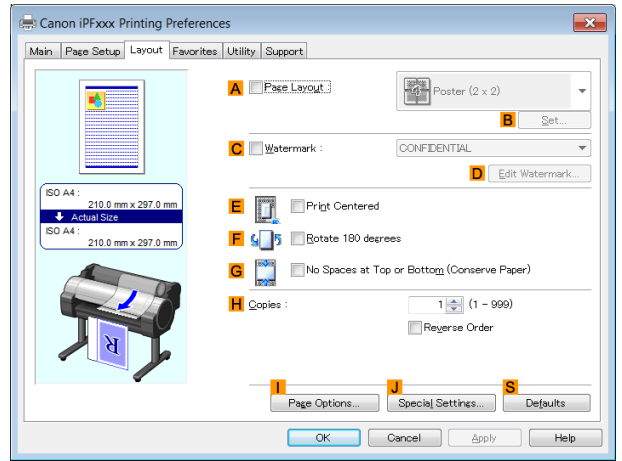 Canon iPFxxx Printing Preferences
Main Page Setup Layout Favorites Utility Support
A Page Layout : Poster (2 x 2)
B Set...
C Watermark : CONFIDENTIAL
D Edit Watermark...
ISO A4 :
210.0 mm x 297.0 mm
Actual Size
ISO A4 :
210.0 mm x 297.0 mm
E Print Centered
F Rotate 180 degrees
G No Spaces at Top or Bottom (Conserve Paper)
H Copies : 1 (1 - 999)
Reverse Order
R
I J S
Page Options... Special Settings... Defaults
OK Cancel Apply Help